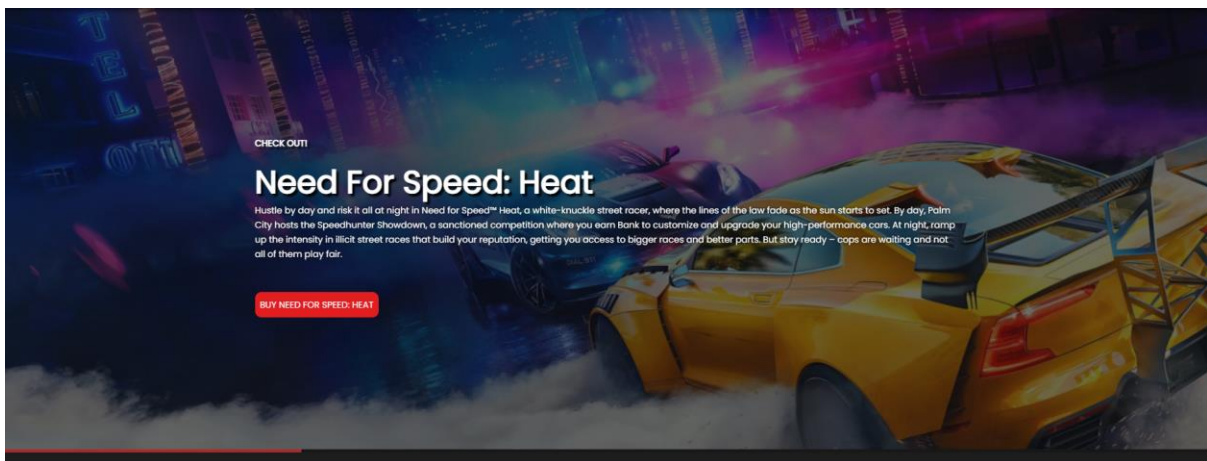 TEL
OTTO
CHECK OUT!
Need For Speed: Heat
Hustle by day and risk it all at night in Need for Speed™ Heat, a white-knuckle street racer, where the lines of the law fade as the sun starts to set. By day, Palm
City hosts the Speedhunter Showdown, a sanctioned competition where you earn Bank to customize and upgrade your high-performance cars. At night, ramp
up the intensity in illicit street races that build your reputation, getting you access to bigger races and better parts. But stay ready – cops are waiting and not
all of them play fair.
BUY NEED FOR SPEED: HEAT